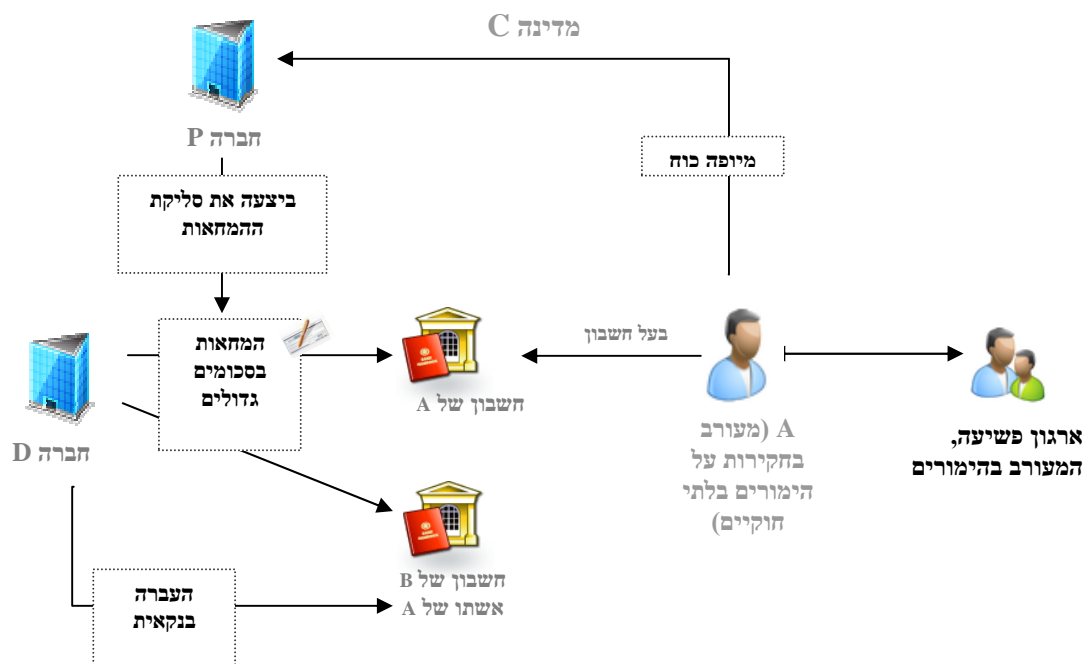 מדינה C
חברה P
מיופה כוח
ביצעה את סליקת
ההמחאות
המחאות
בסכומים
גדולים
חברה D
בעל חשבון
חשבון של A
A (מעורב
בחקירות על
הימורים בלתי
חוקיים)
ארגון פשיעה,
המעורב בהימורים
חשבון של B
אשתו של A
העברה
בנקאית